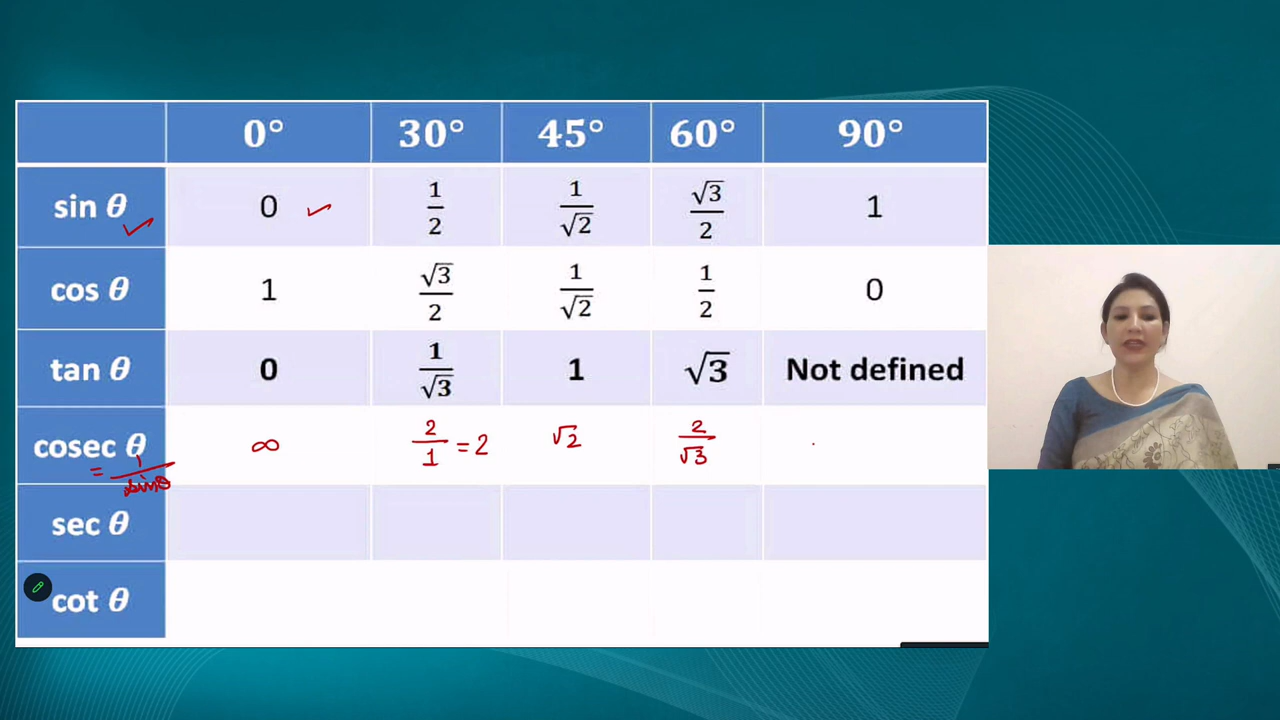 0° 30° 45° 60° 90°
sin θ 0 1/2 1/√2 √3/2 1
cos θ 1 √3/2 1/√2 1/2 0
tan θ 0 1/√3 1 √3 Not defined
cosec θ ∞ 2/1 = 2 √2 2/√3
= 1/sinθ
sec θ
cot θ